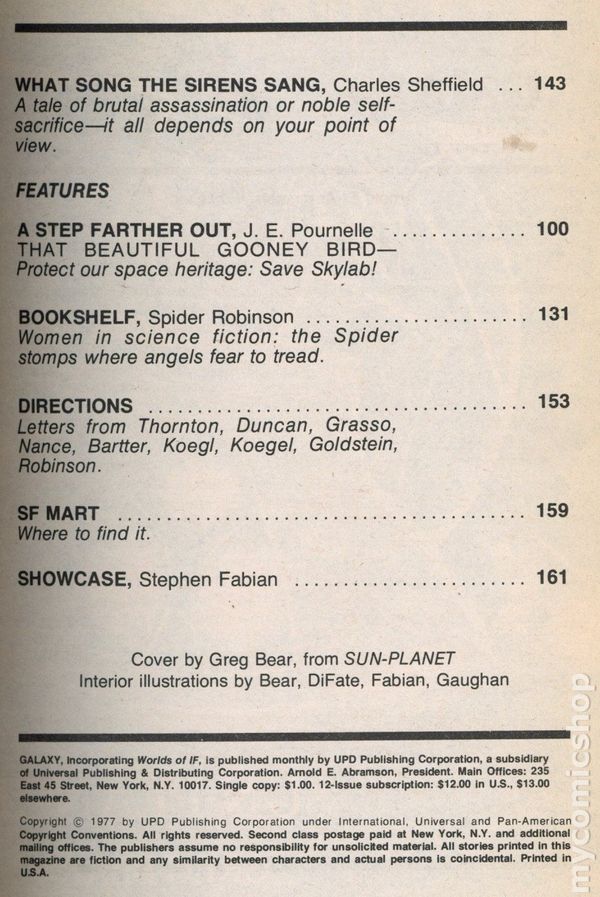 WHAT SONG THE SIRENS SANG, Charles Sheffield ... 143
A tale of brutal assassination or noble self-
sacrifice—it all depends on your point of
view.
FEATURES
A STEP FARTHER OUT, J. E. Pournelle ............. 100
THAT BEAUTIFUL GOONEY BIRD—
Protect our space heritage: Save Skylab!
BOOKSHELF, Spider Robinson ...................... 131
Women in science fiction: the Spider
stomps where angels fear to tread.
DIRECTIONS ...................................... 153
Letters from Thornton, Duncan, Grasso,
Nance, Bartter, Koegl, Koegel, Goldstein,
Robinson.
SF MART ......................................... 159
Where to find it.
SHOWCASE, Stephen Fabian ........................ 161
Cover by Greg Bear, from SUN-PLANET
Interior illustrations by Bear, DiFate, Fabian, Gaughan
GALAXY, Incorporating Worlds of IF, is published monthly by UPD Publishing Corporation, a subsidiary
of Universal Publishing & Distributing Corporation. Arnold E. Abramson, President. Main Offices: 235
East 45 Street, New York, N.Y. 10017. Single copy: $1.00. 12-Issue subscription: $12.00 in U.S., $13.00
elsewhere.
Copyright © 1977 by UPD Publishing Corporation under International, Universal and Pan-American
Copyright Conventions. All rights reserved. Second class postage paid at New York, N.Y. and additional
mailing offices. The publishers assume no responsibility for unsolicited material. All stories printed in this
magazine are fiction and any similarity between characters and actual persons is coincidental. Printed in
U.S.A.
mycomicshop